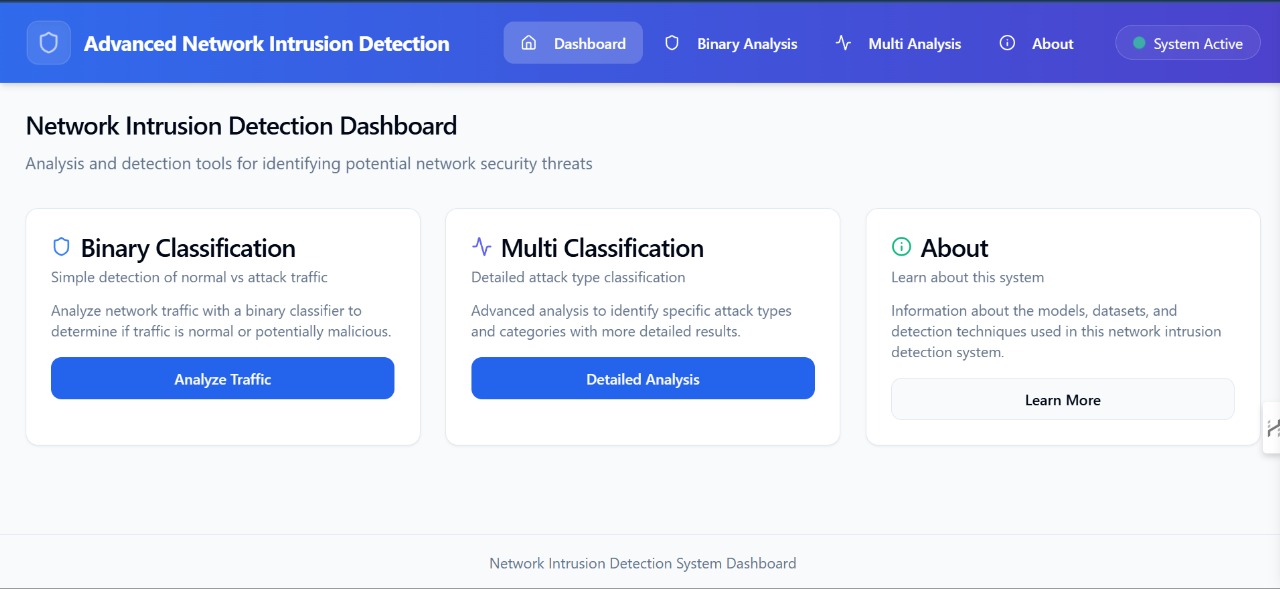 Advanced Network Intrusion Detection
Dashboard
Binary Analysis
Multi Analysis
About
System Active
Network Intrusion Detection Dashboard
Analysis and detection tools for identifying potential network security threats
Binary Classification
Simple detection of normal vs attack traffic
Analyze network traffic with a binary classifier to
determine if traffic is normal or potentially malicious.
Analyze Traffic
Multi Classification
Detailed attack type classification
Advanced analysis to identify specific attack types
and categories with more detailed results.
Detailed Analysis
About
Learn about this system
Information about the models, datasets, and
detection techniques used in this network intrusion
detection system.
Learn More
Network Intrusion Detection System Dashboard